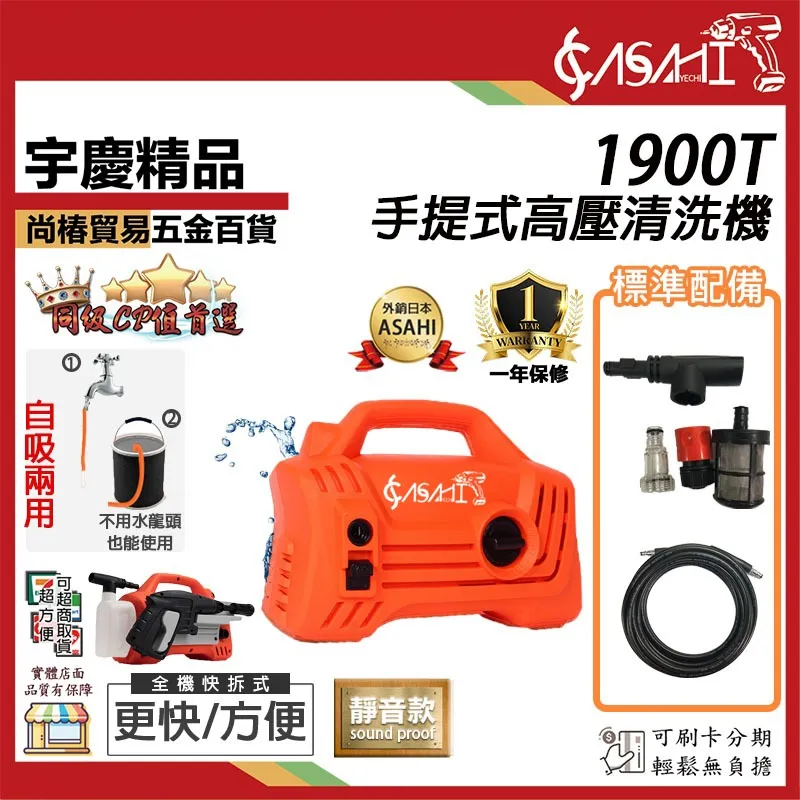 ASAHI
YECHI
宇慶精品
尚椿貿易五金百貨
1900T
手提式高壓清洗機
同級CP值首選
外銷日本
ASAHI
1
YEAR
WARRANTY
一年保修
標準配備
①
②
自吸兩用
不用水龍頭
也能使用
ASAHI
7
ELEVEN
超方便
可超商取貨
實體店面
品質有保障
全機快拆式
更快/方便
靜音款
sound proof
$
可刷卡分期
輕鬆無負擔